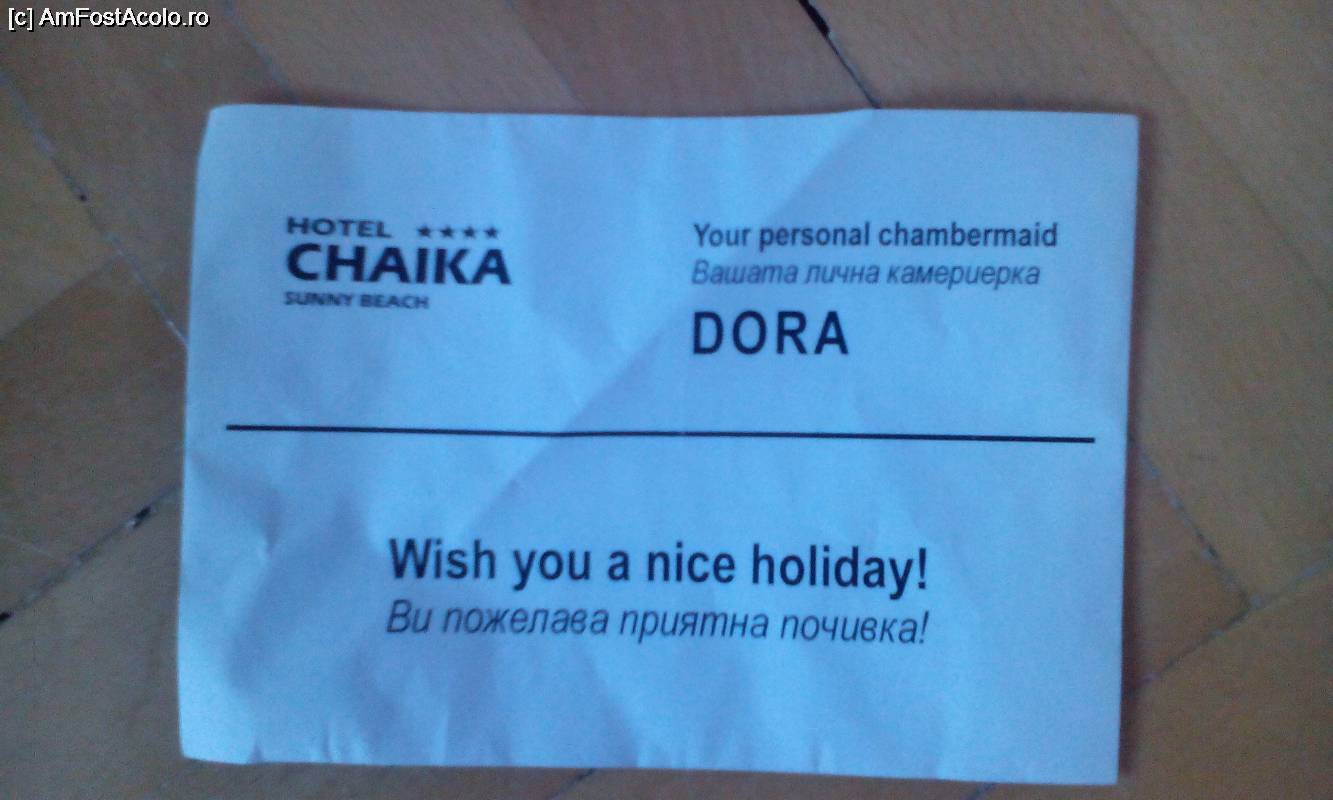 [c] AmFostAcolo.ro
HOTEL ★★★★
CHAIKA
SUNNY BEACH
Your personal chambermaid
Вашата лична камериерка
DORA
Wish you a nice holiday!
Ви пожелава приятна почивка!